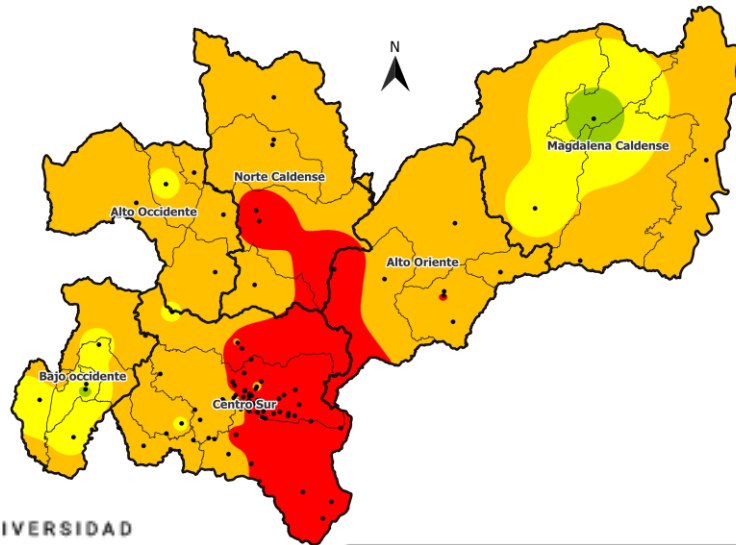 N
Magdalena Caldense
Norte Caldense
Alto Occidente
Alto Oriente
Bajo occidente
Centro Sur
IVERSIDAD